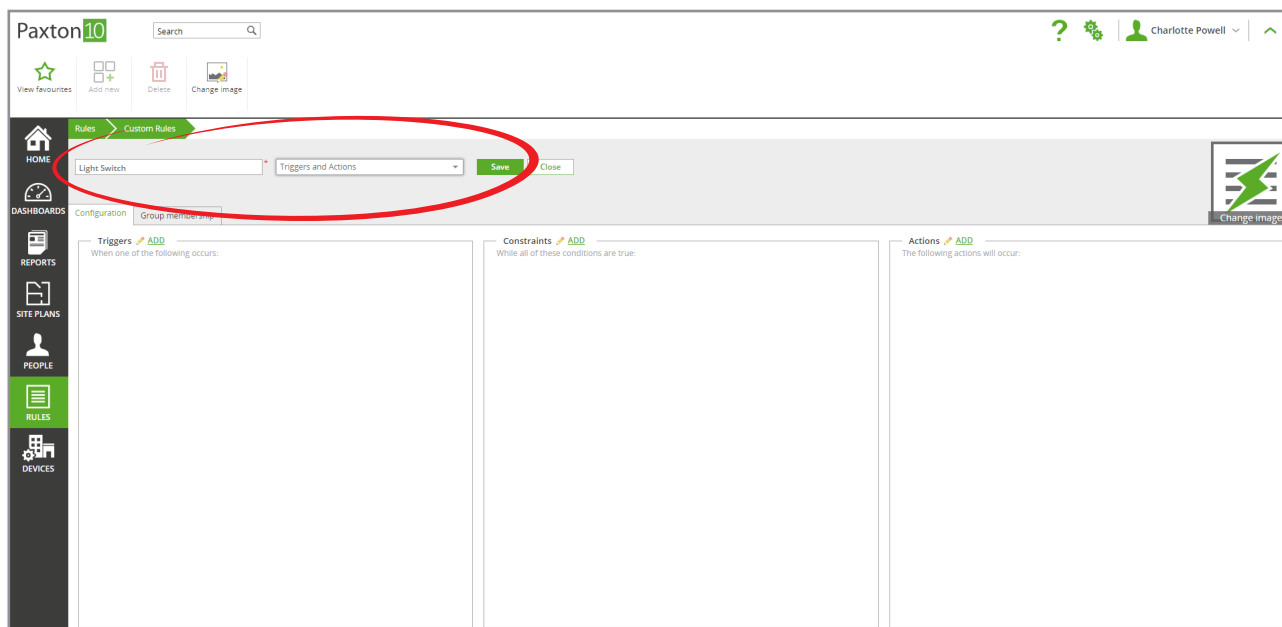 Paxton10
Search
?
Charlotte Powell
View favourites
Add new
Delete
Change image
HOME
DASHBOARDS
REPORTS
SITE PLANS
PEOPLE
RULES
DEVICES
Rules
Custom Rules
Light Switch *
Triggers and Actions
Save
Close
Change image
Configuration
Group membership
Triggers ADD
When one of the following occurs:
Constraints ADD
While all of these conditions are true:
Actions ADD
The following actions will occur: